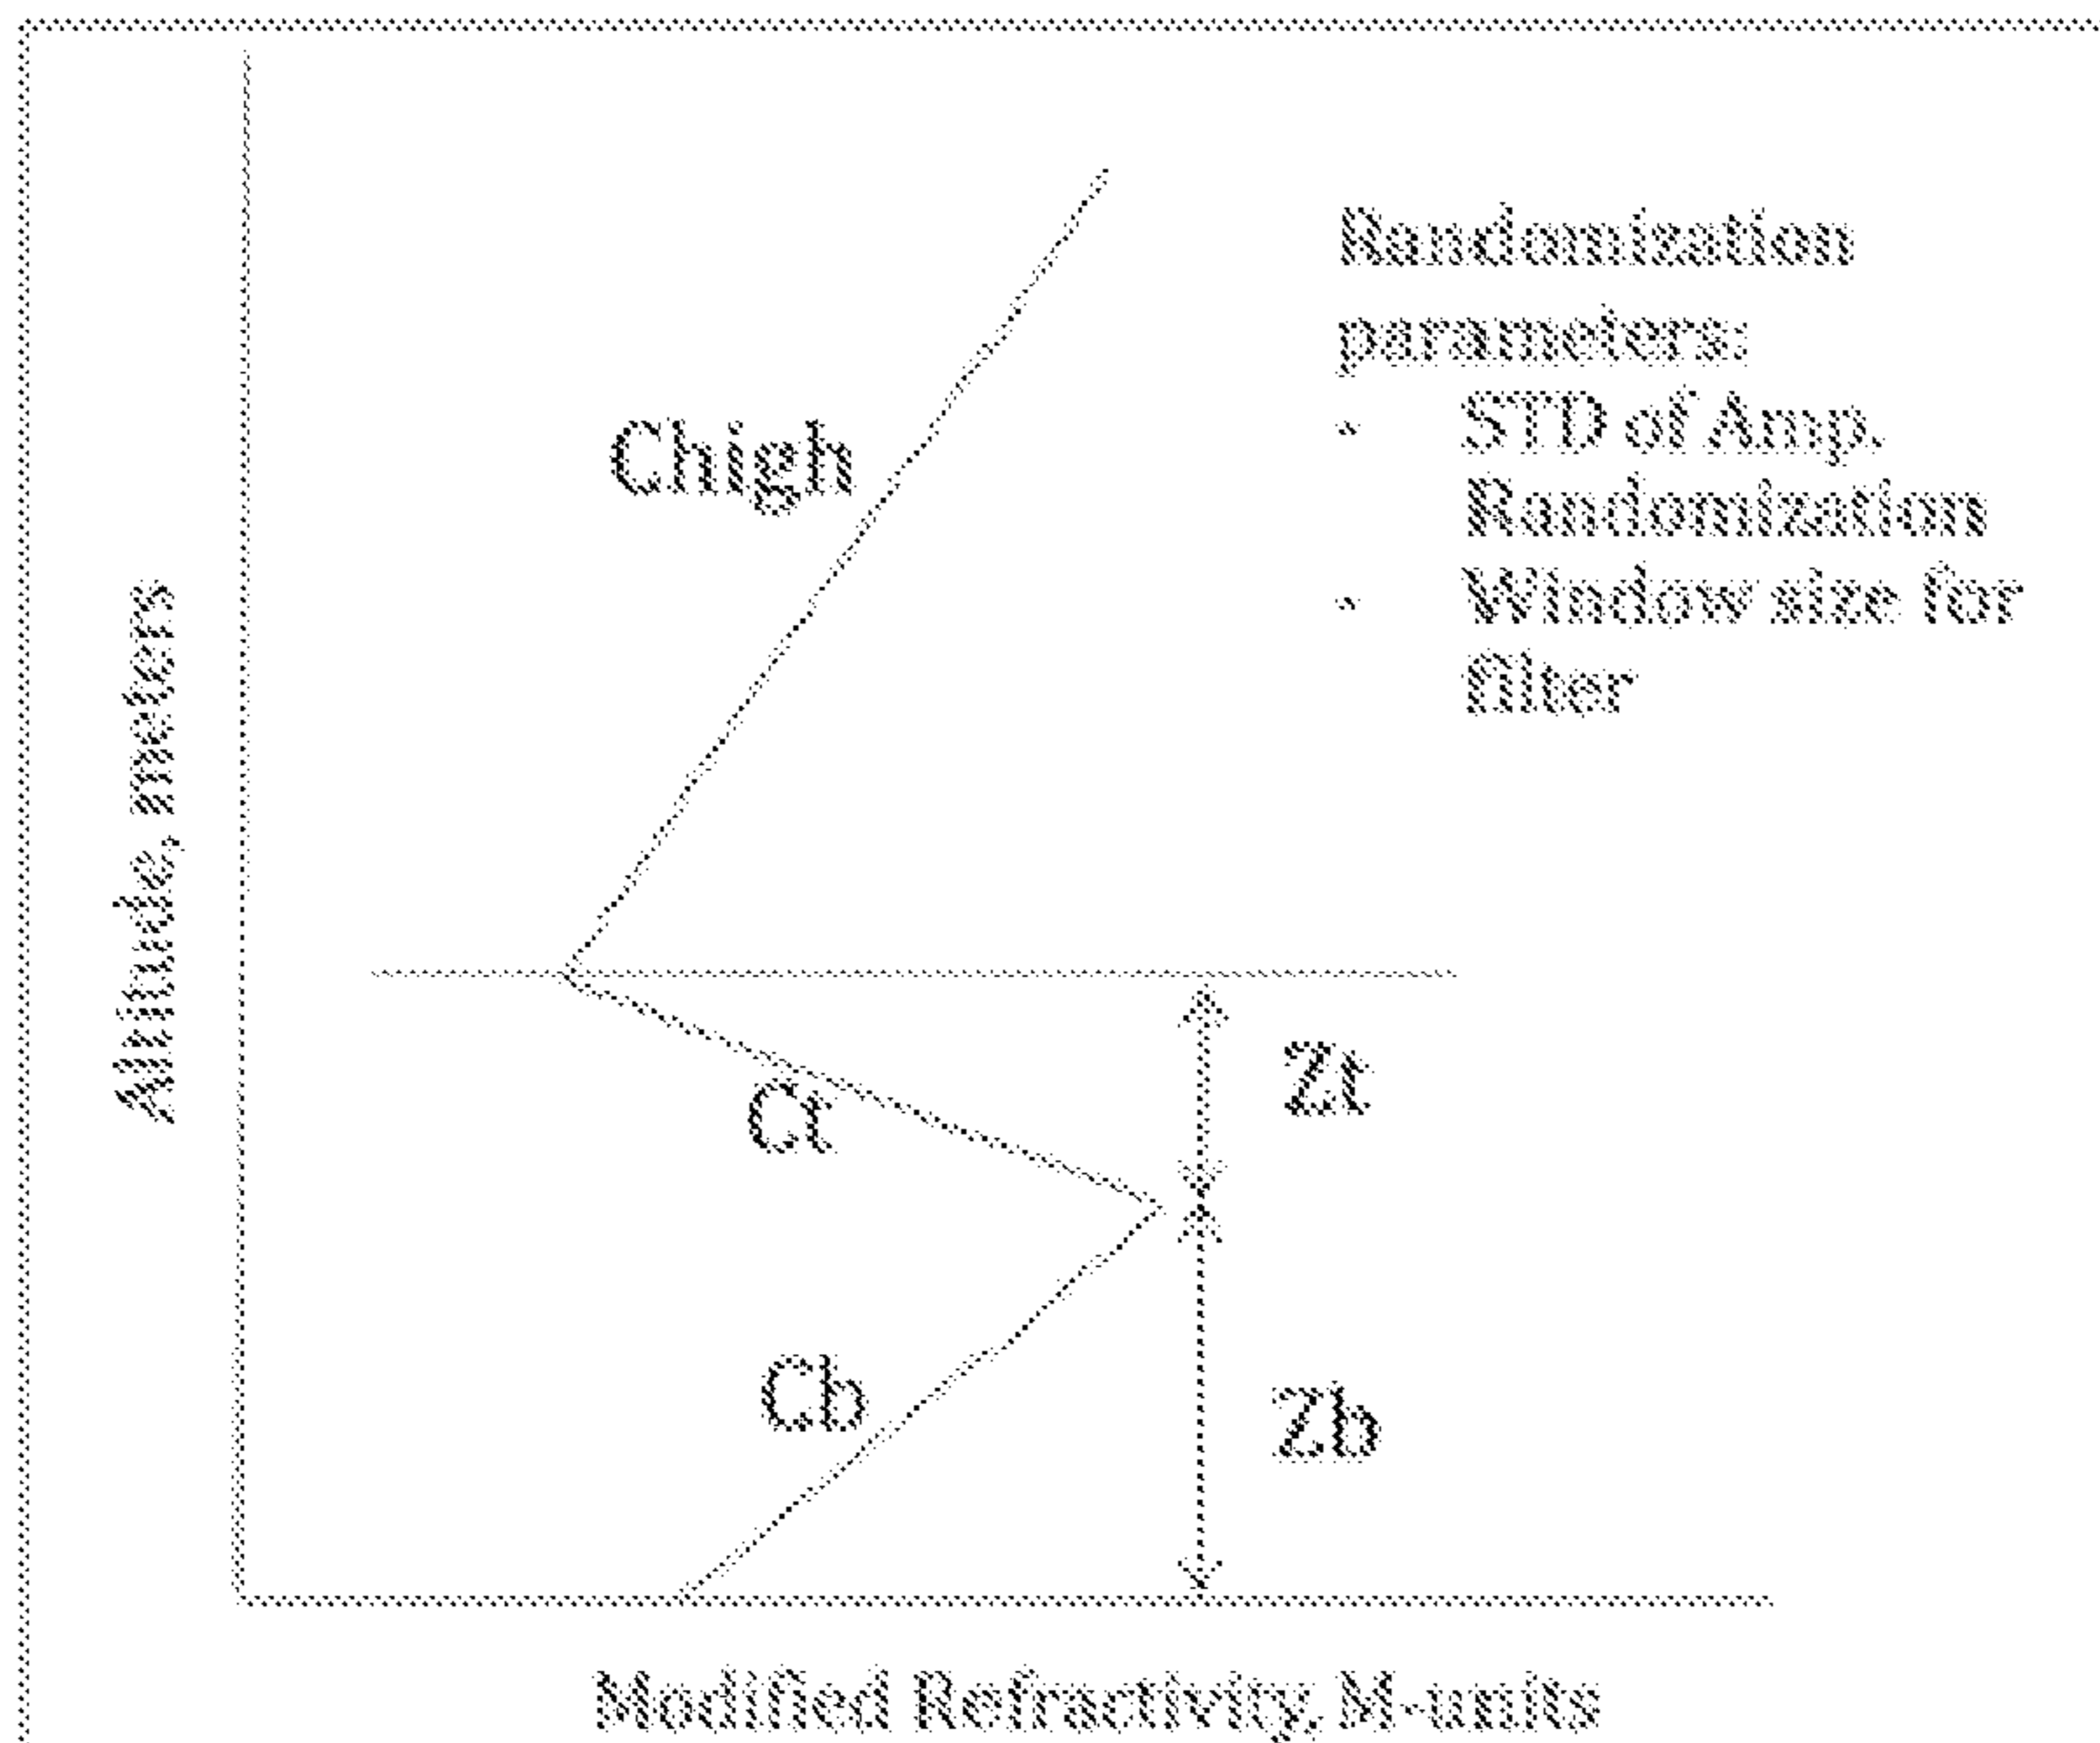 Randomization
parameters:
• STD of Amp.
Randomization
• Window size for
filter
Chigh
Altitude, meters
Zt
Ct
Cb
Zb
Modified Refractivity, M-units